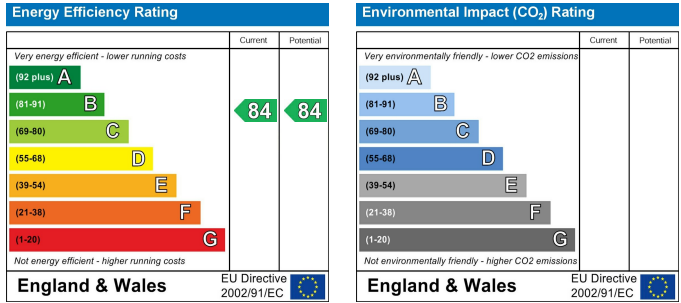 Energy Efficiency Rating
Current Potential
Very energy efficient - lower running costs
(92 plus) A
(81-91) B
84 84
(69-80) C
(55-68) D
(39-54) E
(21-38) F
(1-20) G
Not energy efficient - higher running costs
England & Wales
EU Directive
2002/91/EC
Environmental Impact (CO₂) Rating
Current Potential
Very environmentally friendly - lower CO2 emissions
(92 plus) A
(81-91) B
(69-80) C
(55-68) D
(39-54) E
(21-38) F
(1-20) G
Not environmentally friendly - higher CO2 emissions
England & Wales
EU Directive
2002/91/EC